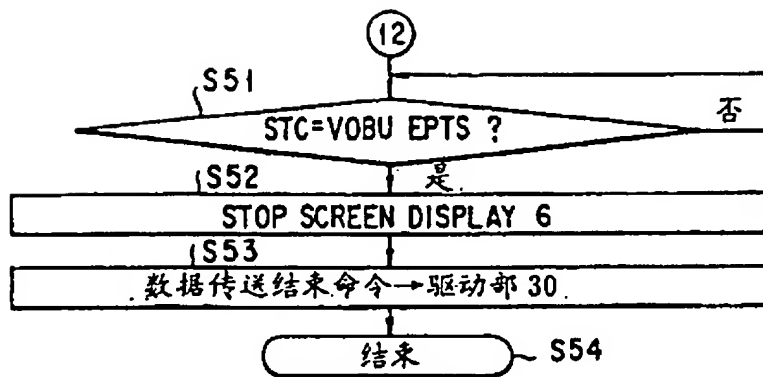 12
S51
STC=VOBU EPTS ?
否
是
S52
STOP SCREEN DISPLAY 6
S53
数据传送结束命令→驱动部 30
结束
S54